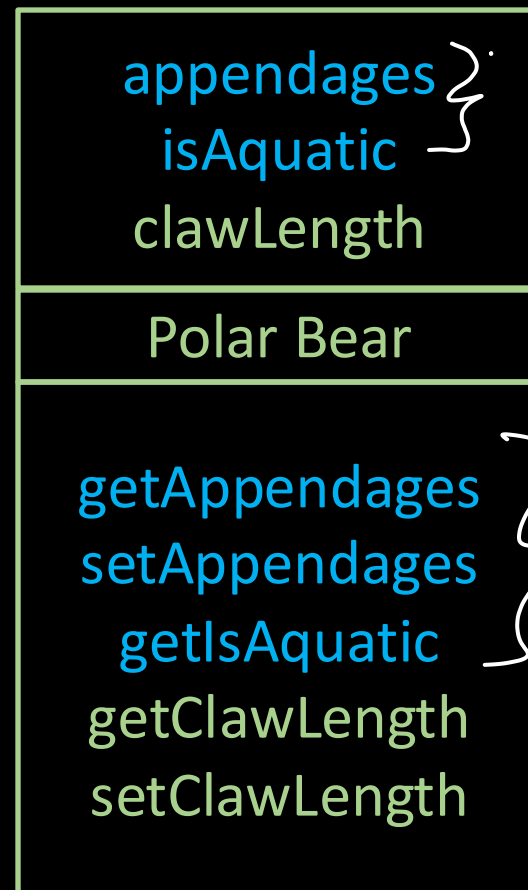 appendages
isAquatic
clawLength
Polar Bear
getAppendages
setAppendages
getIsAquatic
getClawLength
setClawLength